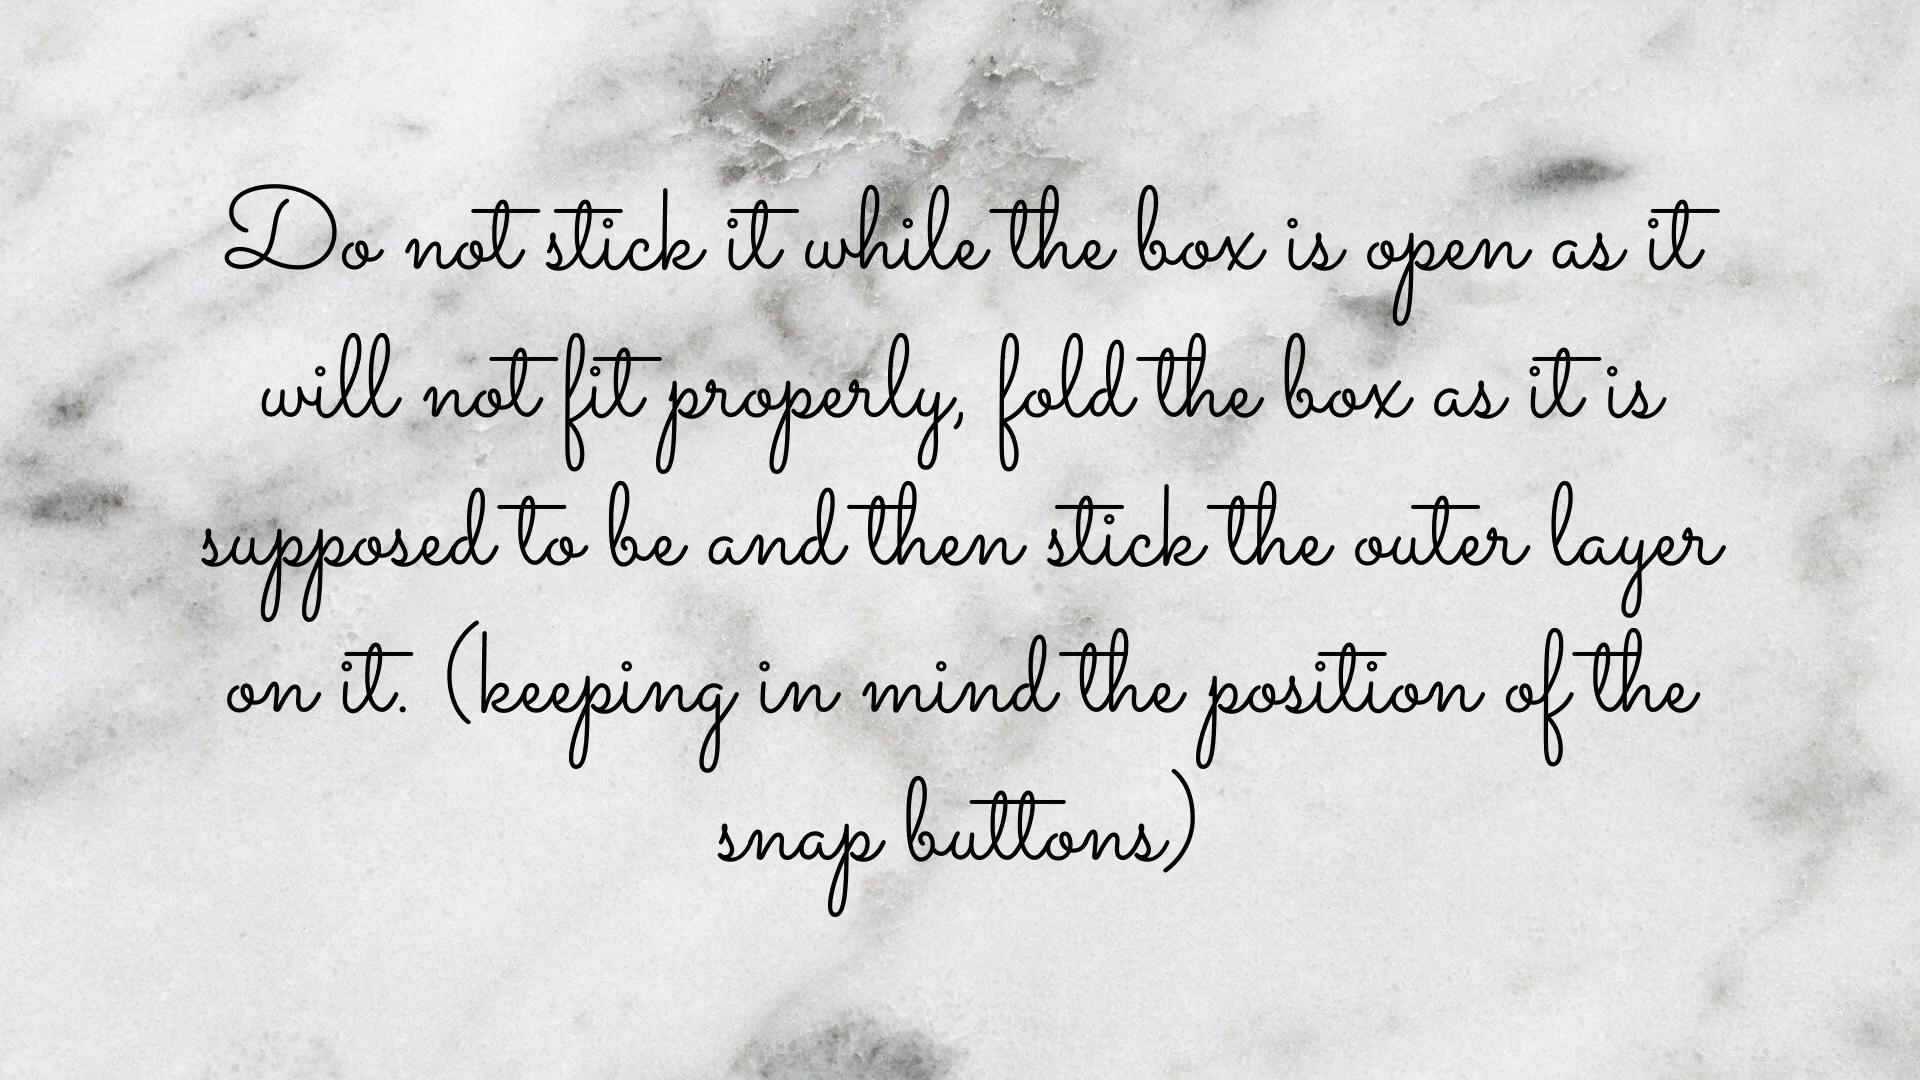 Do not stick it while the box is open as it
will not fit properly, fold the box as it is
supposed to be and then stick the outer layer
on it. (keeping in mind the position of the
snap buttons)